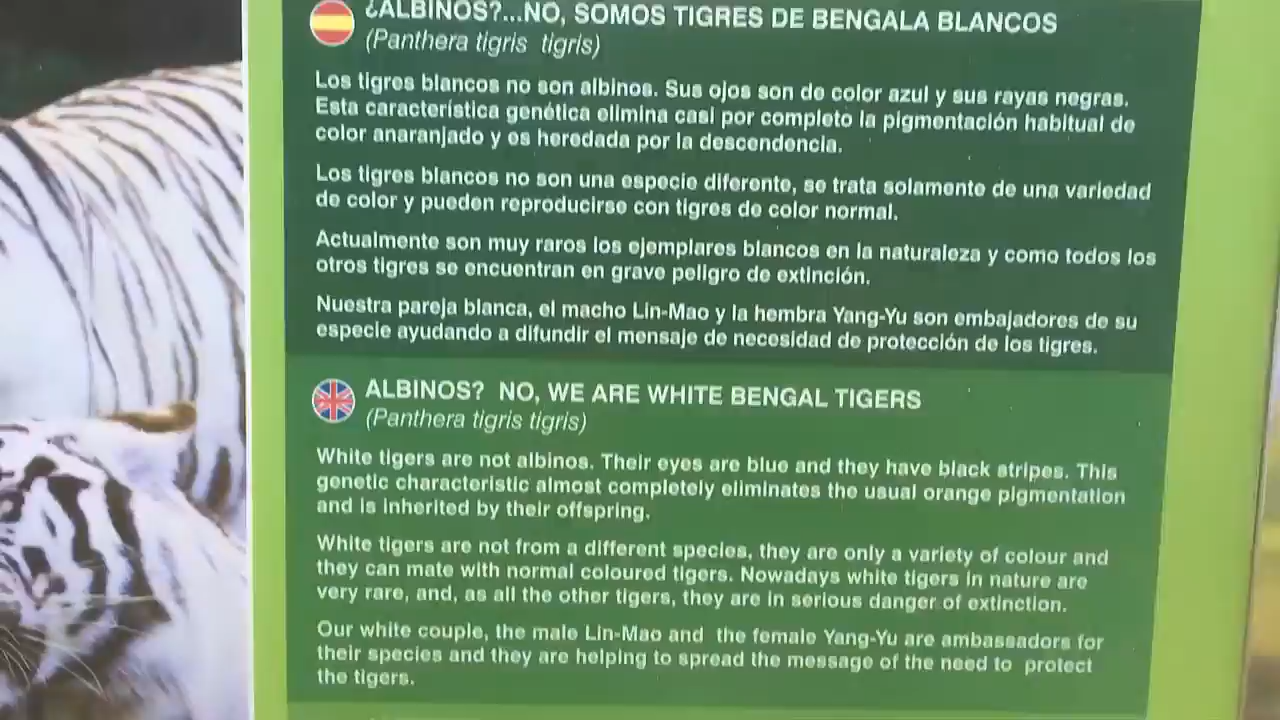 ¿ALBINOS?...NO, SOMOS TIGRES DE BENGALA BLANCOS
(Panthera tigris tigris)
Los tigres blancos no son albinos. Sus ojos son de color azul y sus rayas negras.
Esta característica genética elimina casi por completo la pigmentación habitual de
color anaranjado y es heredada por la descendencia.
Los tigres blancos no son una especie diferente, se trata solamente de una variedad
de color y pueden reproducirse con tigres de color normal.
Actualmente son muy raros los ejemplares blancos en la naturaleza y como todos los
otros tigres se encuentran en grave peligro de extinción.
Nuestra pareja blanca, el macho Lin-Mao y la hembra Yang-Yu son embajadores de su
especie ayudando a difundir el mensaje de necesidad de protección de los tigres.
ALBINOS? NO, WE ARE WHITE BENGAL TIGERS
(Panthera tigris tigris)
White tigers are not albinos. Their eyes are blue and they have black stripes. This
genetic characteristic almost completely eliminates the usual orange pigmentation
and is inherited by their offspring.
White tigers are not from a different species, they are only a variety of colour and
they can mate with normal coloured tigers. Nowadays white tigers in nature are
very rare, and, as all the other tigers, they are in serious danger of extinction.
Our white couple, the male Lin-Mao and the female Yang-Yu are ambassadors for
their species and they are helping to spread the message of the need to protect
the tigers.